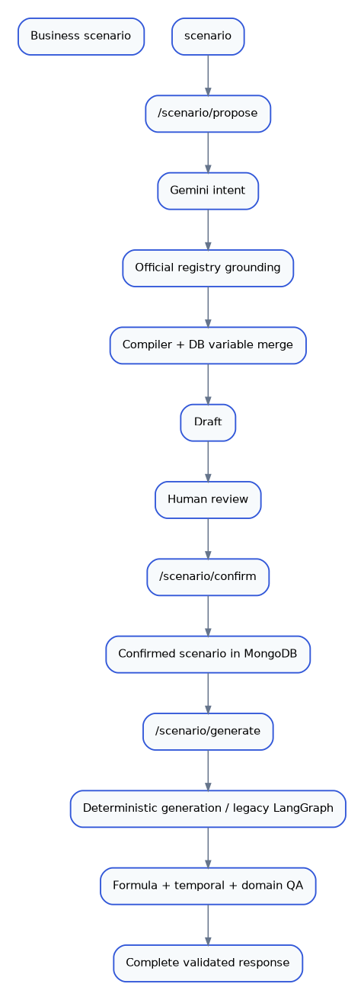 Business scenario
scenario
/scenario/propose
Gemini intent
Official registry grounding
Compiler + DB variable merge
Draft
Human review
/scenario/confirm
Confirmed scenario in MongoDB
/scenario/generate
Deterministic generation / legacy LangGraph
Formula + temporal + domain QA
Complete validated response